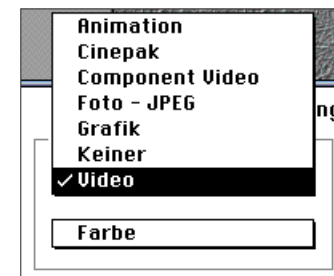 Animation
Cinepak
Component Video
Foto - JPEG
Grafik
Keiner
✓Video
Farbe